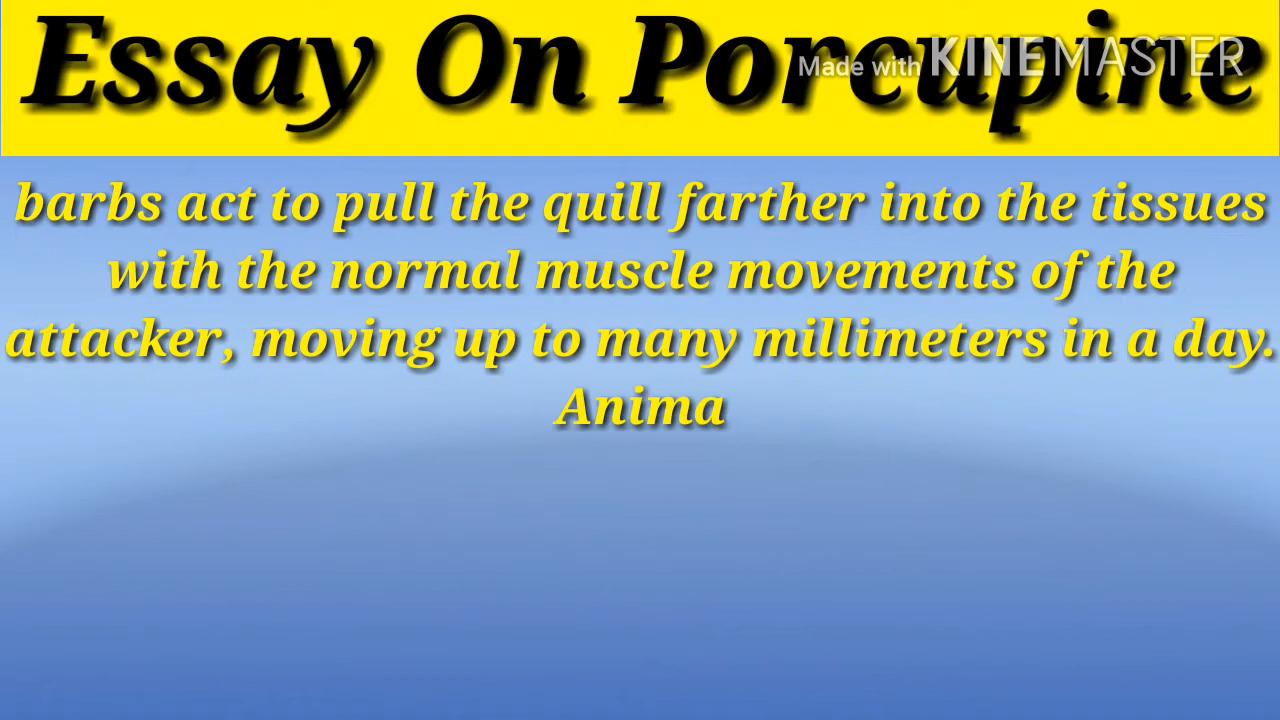 Essay On Porcupine
Made with KINEMASTER
barbs act to pull the quill farther into the tissues
with the normal muscle movements of the
attacker, moving up to many millimeters in a day.
Anima